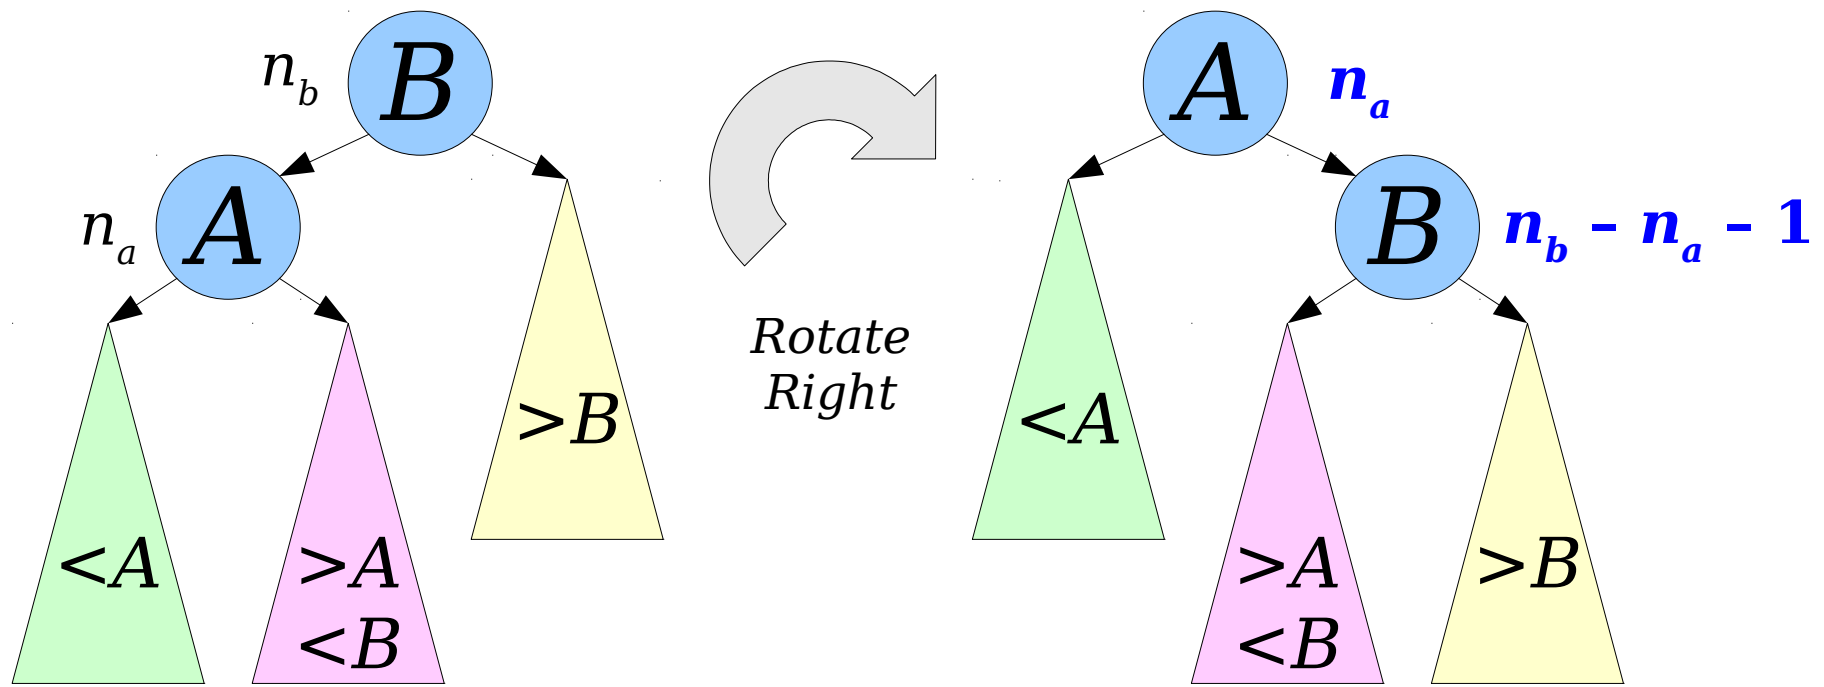 n_b
B
n_a
A
<A
>A
<B
>B
Rotate
Right
A
n_a
B
n_b – n_a – 1
<A
>A
<B
>B